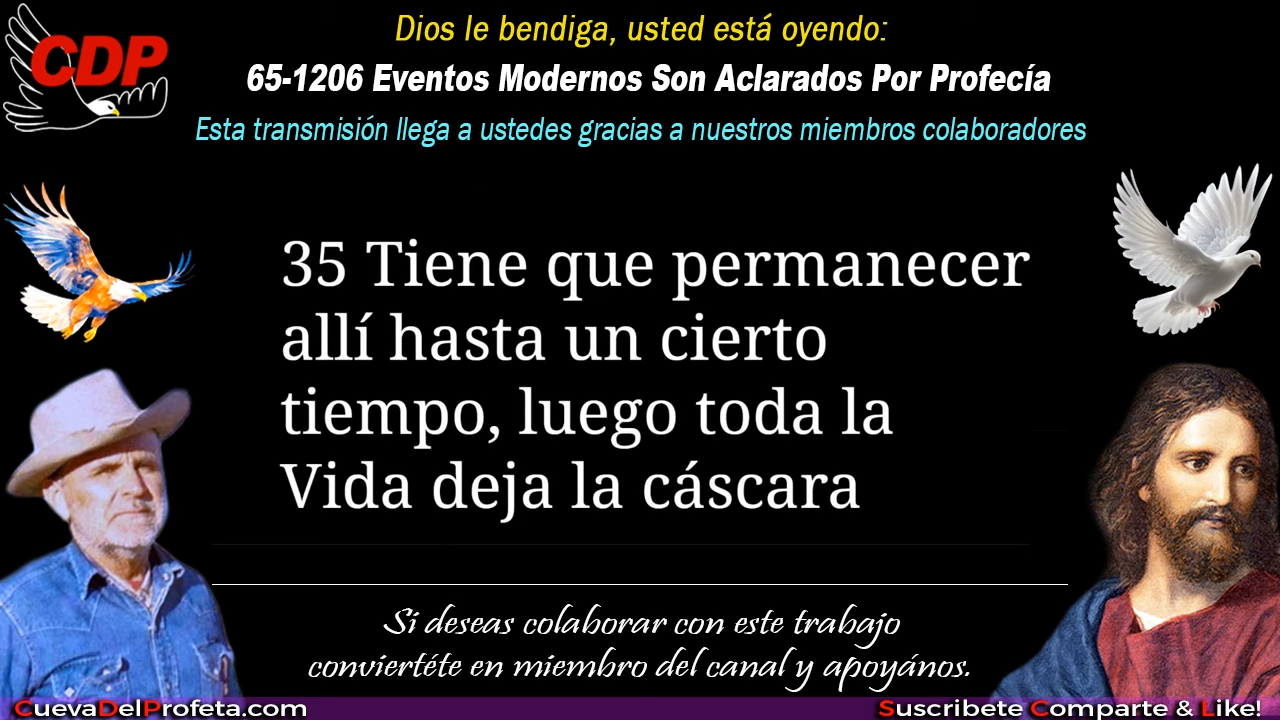 CDP
Dios le bendiga, usted está oyendo:
65-1206 Eventos Modernos Son Aclarados Por Profecía
Esta transmisión llega a ustedes gracias a nuestros miembros colaboradores
35 Tiene que permanecer
allí hasta un cierto
tiempo, luego toda la
Vida deja la cáscara
Si deseas colaborar con este trabajo
conviertéte en miembro del canal y apoyános.
CuevaDelProfeta.com
Suscribete Comparte & Like!